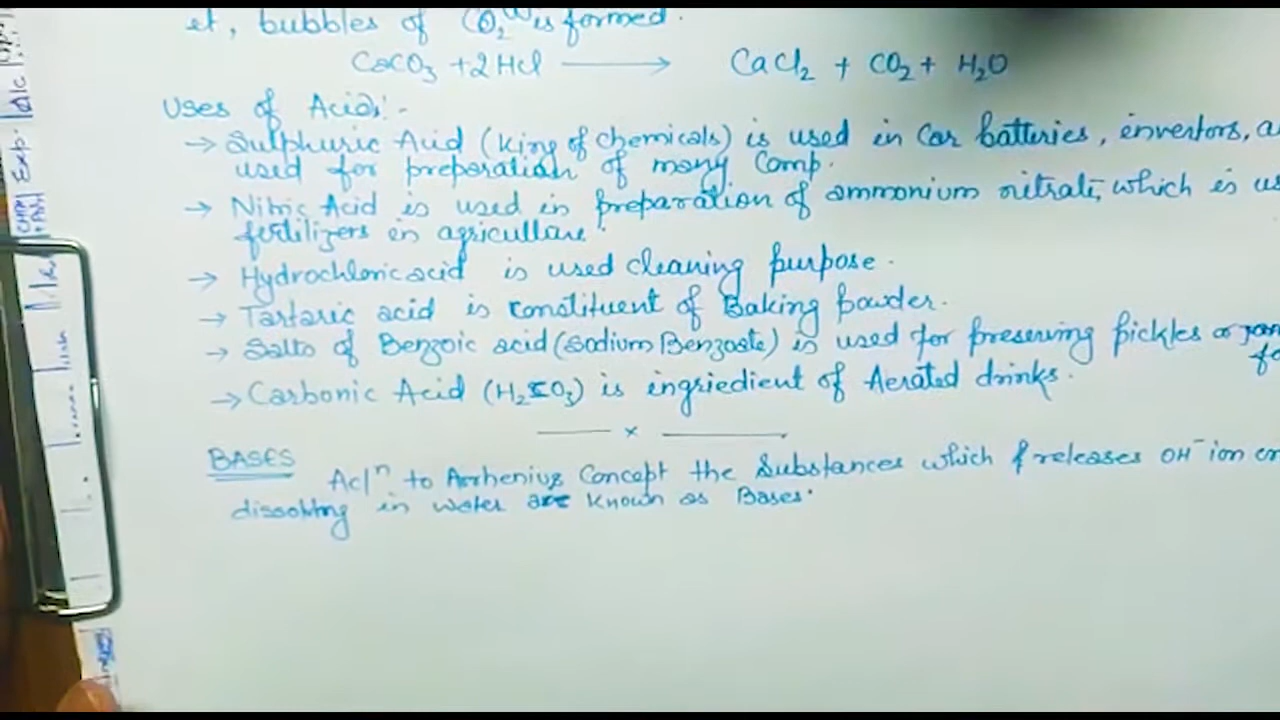 et, bubbles of CO₂ is formed.
CaCO₃ + 2HCl ⟶ CaCl₂ + CO₂ + H₂O
Uses of Acids:-
→ Sulphuric Acid (King of chemicals) is used in Car batteries, envertors,
used for preparation of many Comp.
→ Nitric Acid is used in preparation of ammonium nitrate, which is us
fertilizers in agriculture.
→ Hydrochloric acid is used cleaning purpose.
→ Tartaric acid is constituent of Baking powder.
→ Salts of Benzoic acid (Sodium Benzoate) is used for preserving pickles or
→ Carbonic Acid (H₂CO₃) is ingriedient of Aerated drinks.
x
BASES
Aclⁿ to Arrhenius Concept the Substances which releases OH⁻ ion
dissolving in water are known as Bases.